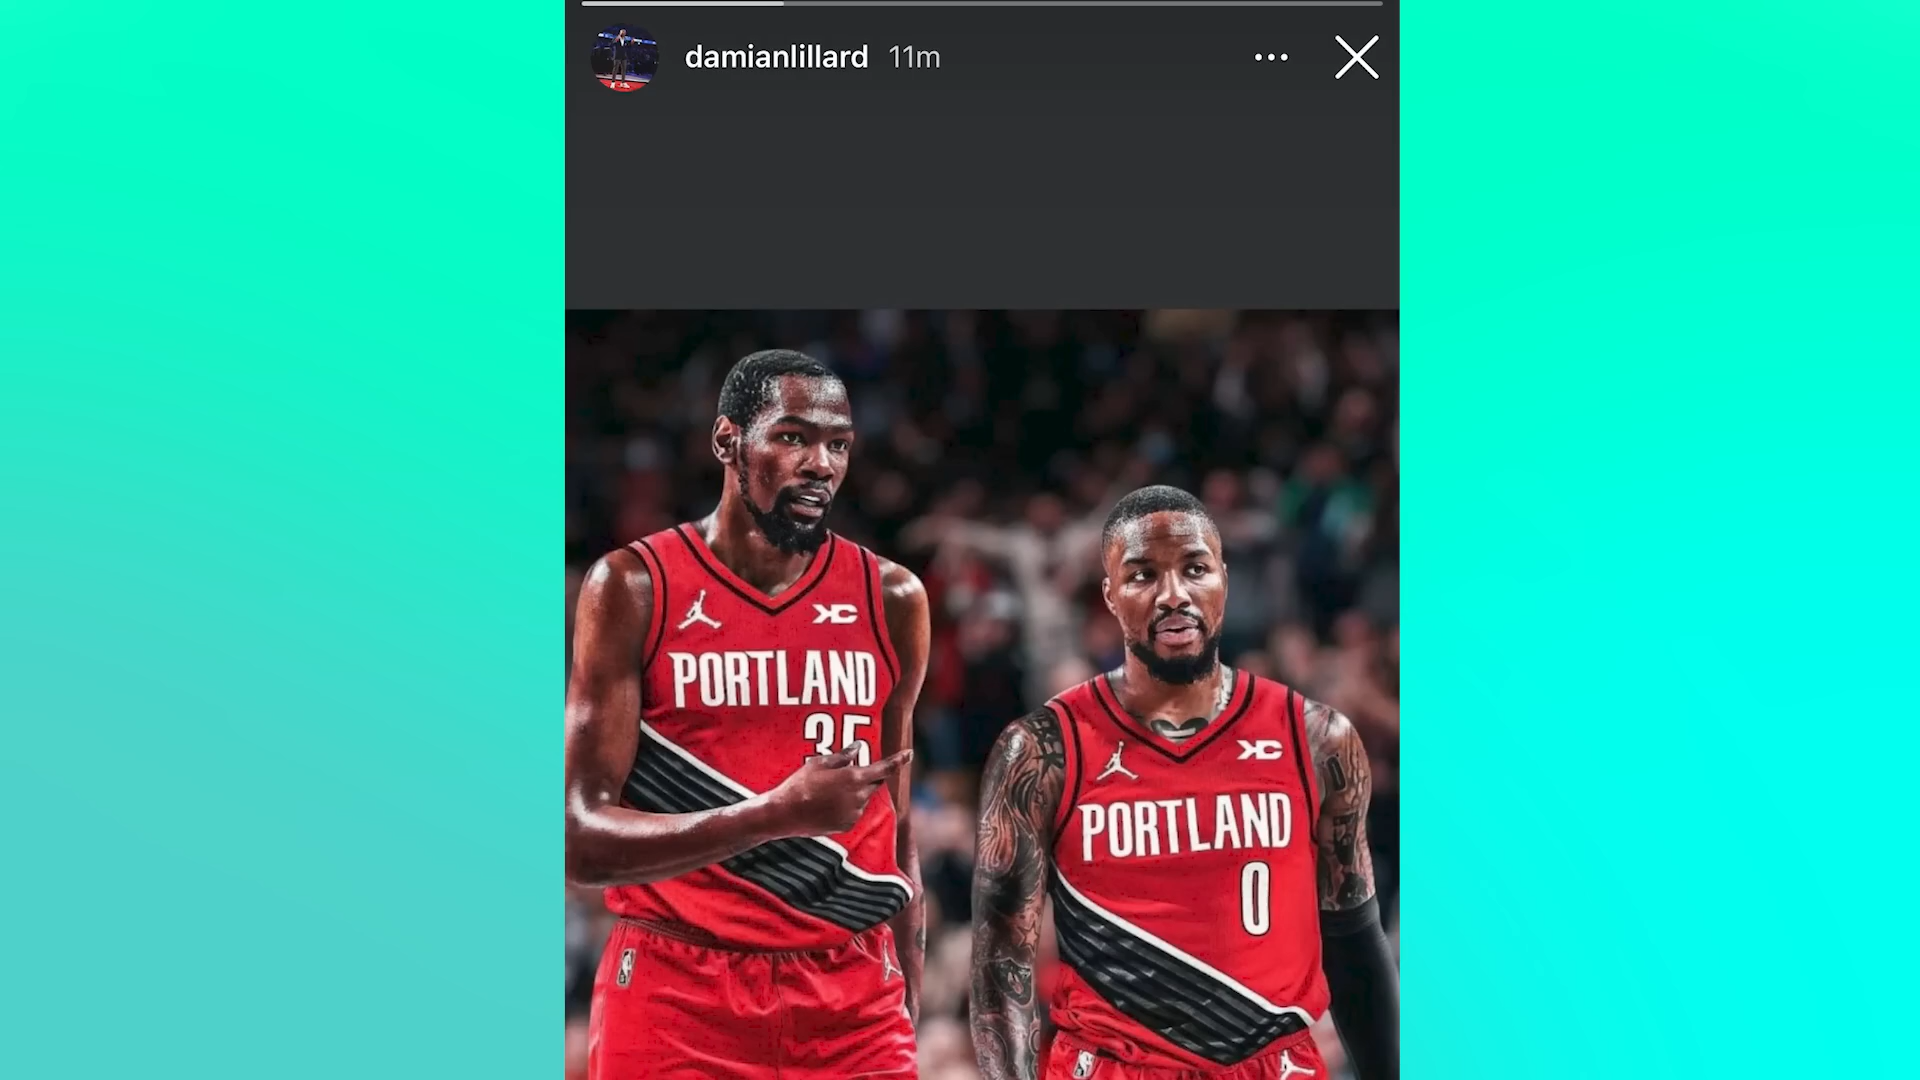 damianlillard 11m
PORTLAND
35
PORTLAND
0